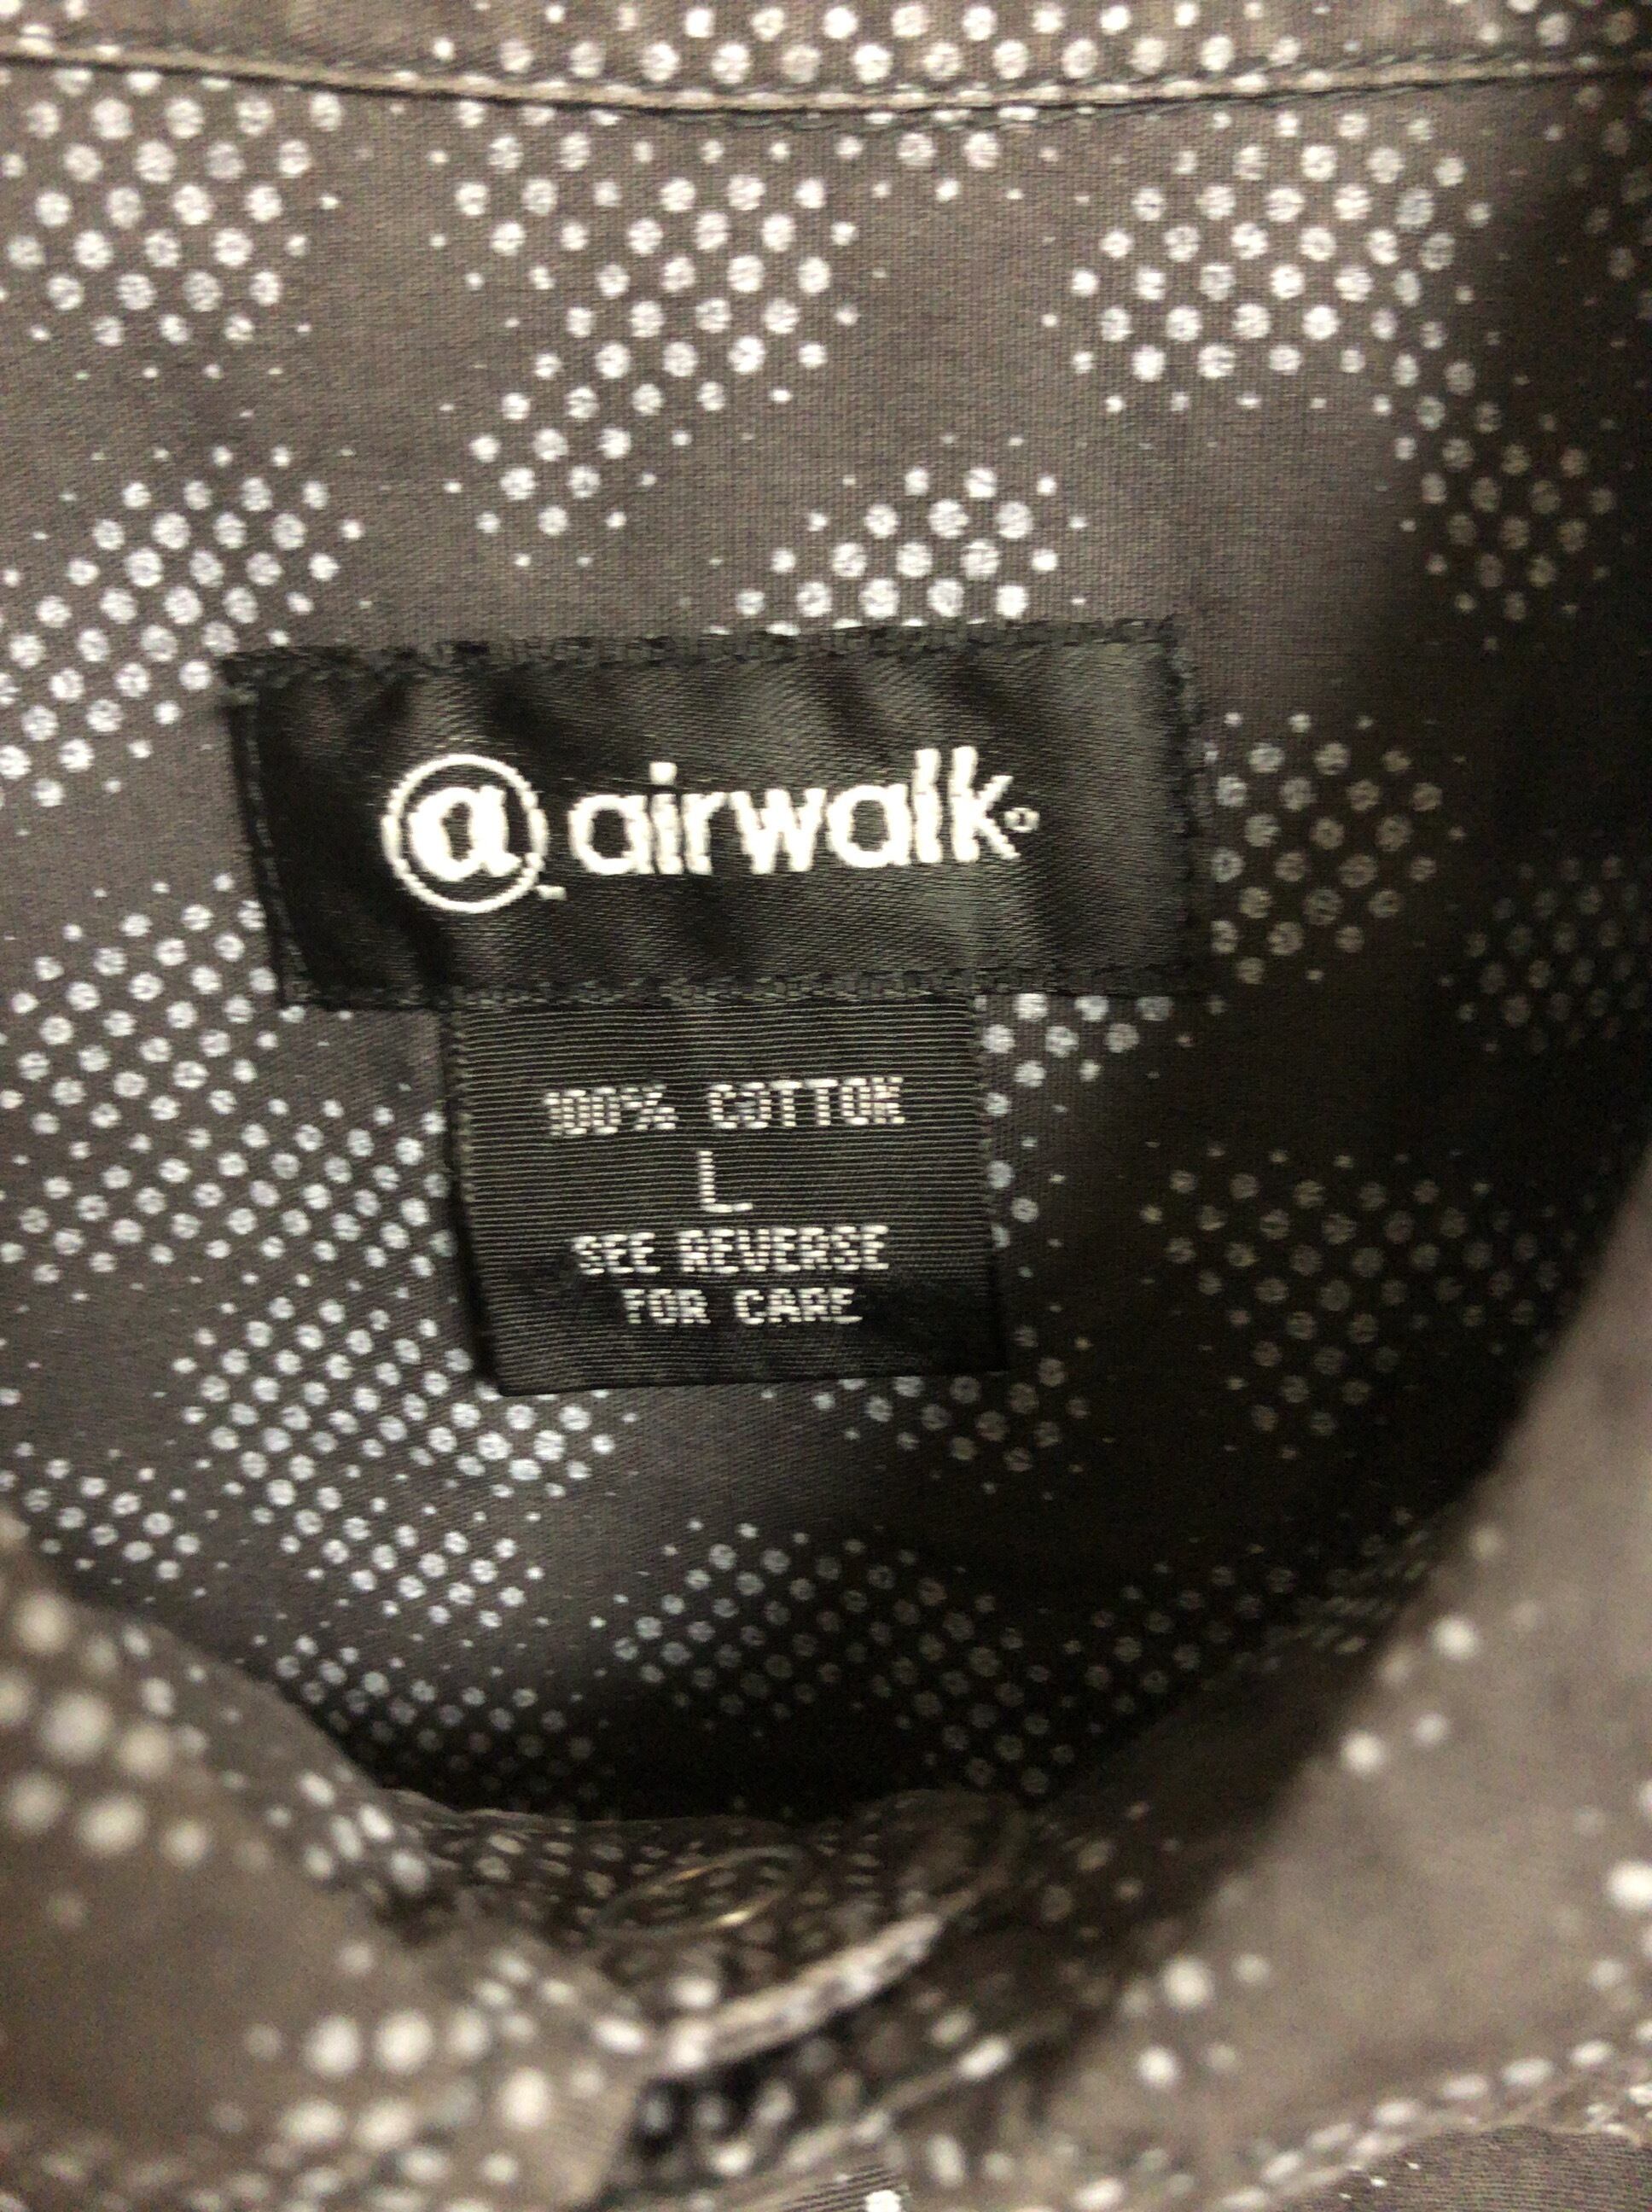 a airwalk
100% COTTON
L
SEE REVERSE
FOR CARE